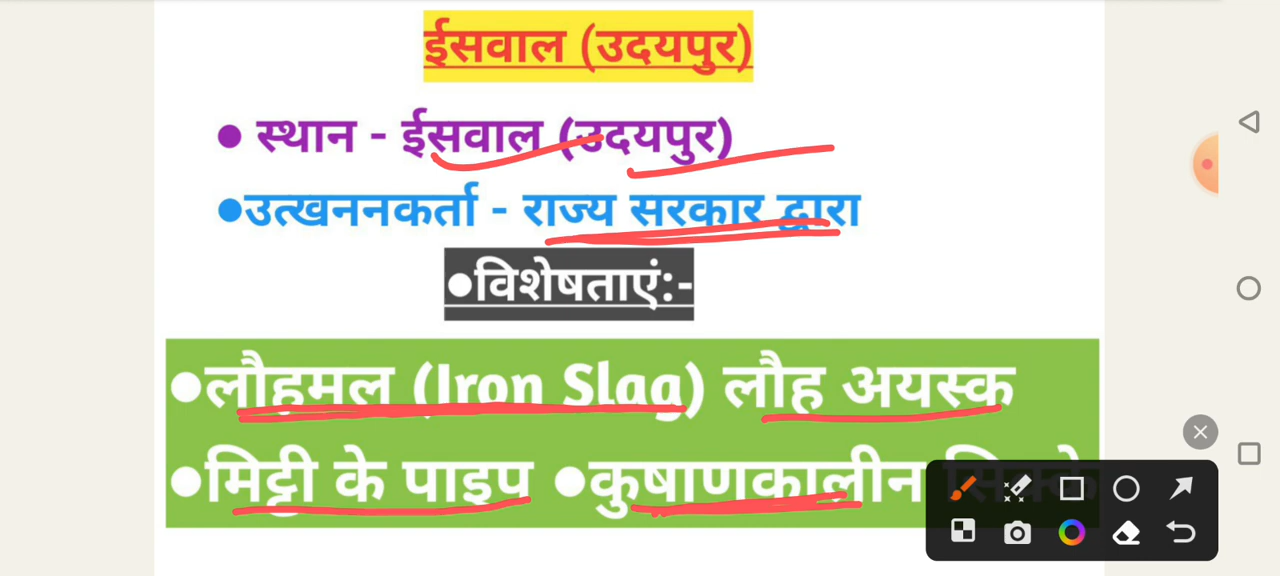 ईसवाल (उदयपुर)
● स्थान - ईसवाल (उदयपुर)
●उत्खननकर्ता - राज्य सरकार द्वारा
●विशेषताएं:-
●लौहमल (Iron Slag) लौह अयस्क
●मिट्टी के पाइप ●कुषाणकालीन